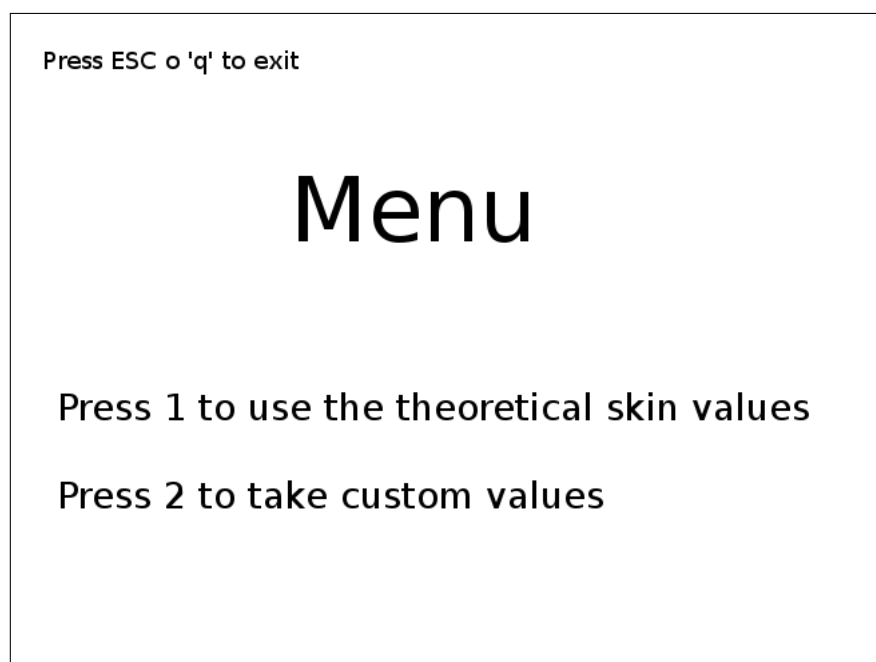 Press ESC o 'q' to exit
Menu
Press 1 to use the theoretical skin values
Press 2 to take custom values